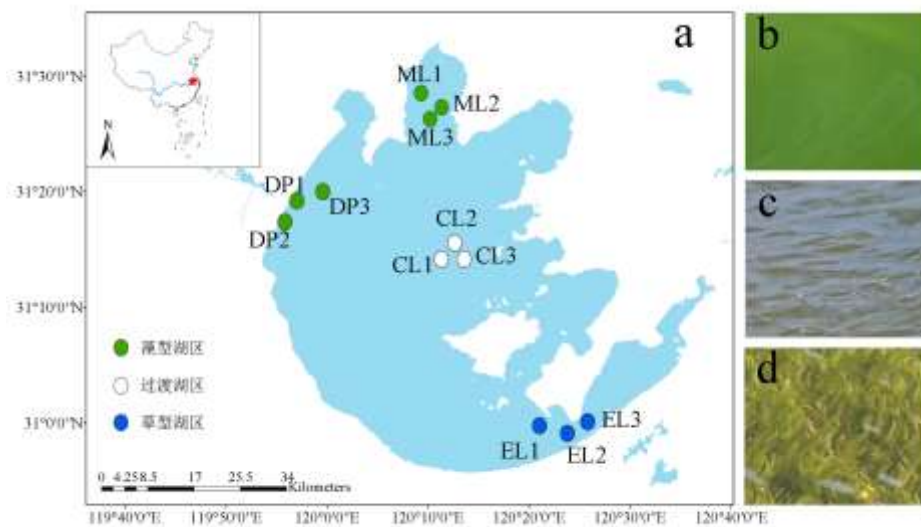 a
b
c
d
N
31°30'0"N
31°20'0"N
31°10'0"N
31°0'0"N
ML1
ML2
ML3
DP1
DP3
DP2
CL2
CL1
CL3
藻型湖区
过渡湖区
草型湖区
EL1
EL2
EL3
0 4.25 8.5 17 25.5 34
Kilometers
119°40'0"E 119°50'0"E 120°0'0"E 120°10'0"E 120°20'0"E 120°30'0"E 120°40'0"E